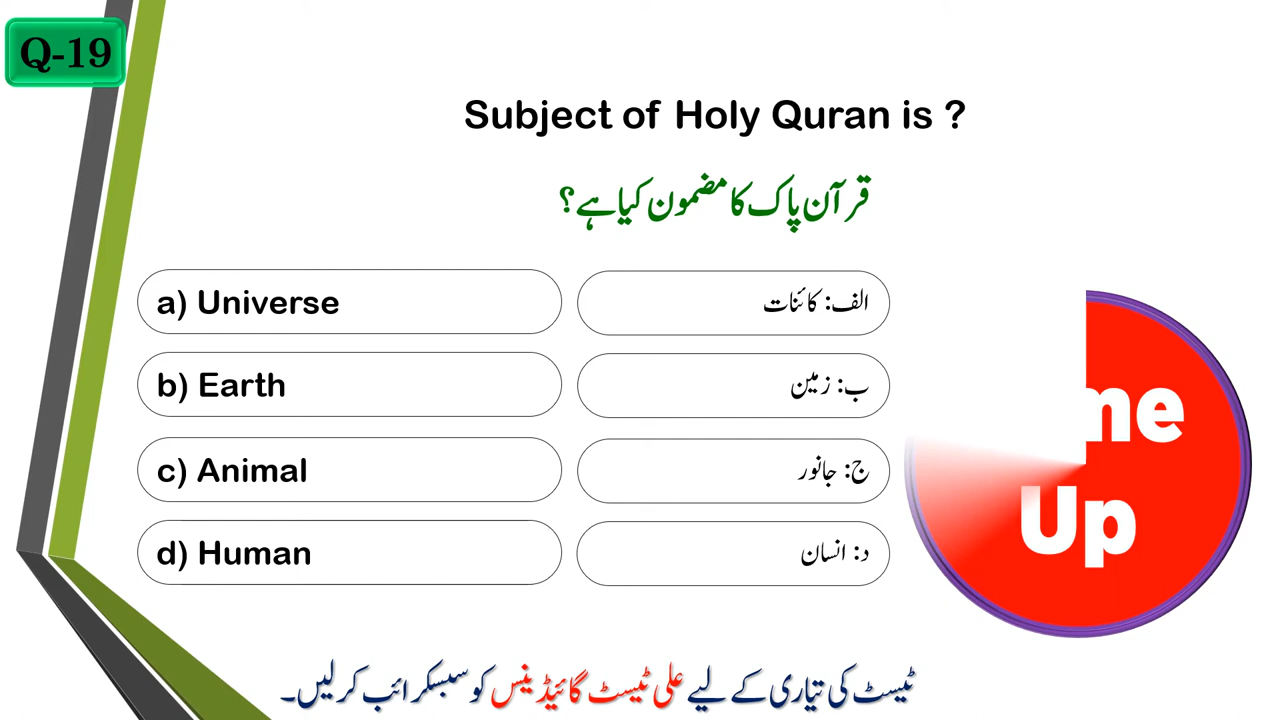 Q-19
Subject of Holy Quran is ?
قرآن پاک کا مضمون کیا ہے؟
a) Universe
الف: کائنات
b) Earth
ب: زمین
c) Animal
ج: جانور
d) Human
د: انسان
me
Up
ٹیسٹ کی تیاری کے لیے علی ٹیسٹ گائیڈینس کو سبسکرائب کرلیں۔